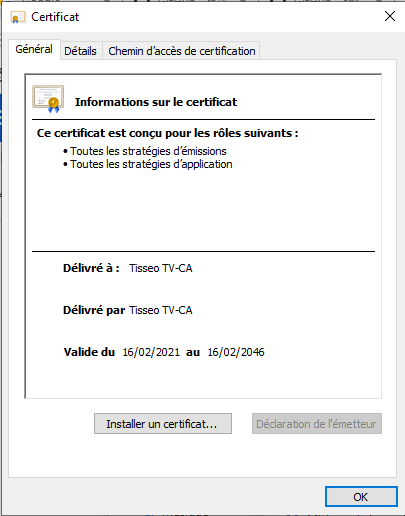 Certificat
Général Détails Chemin d'accès de certification
Informations sur le certificat
Ce certificat est conçu pour les rôles suivants :
• Toutes les stratégies d'émissions
• Toutes les stratégies d'application
Délivré à : Tisseo TV-CA
Délivré par Tisseo TV-CA
Valide du 16/02/2021 au 16/02/2046
Installer un certificat... Déclaration de l'émetteur
OK